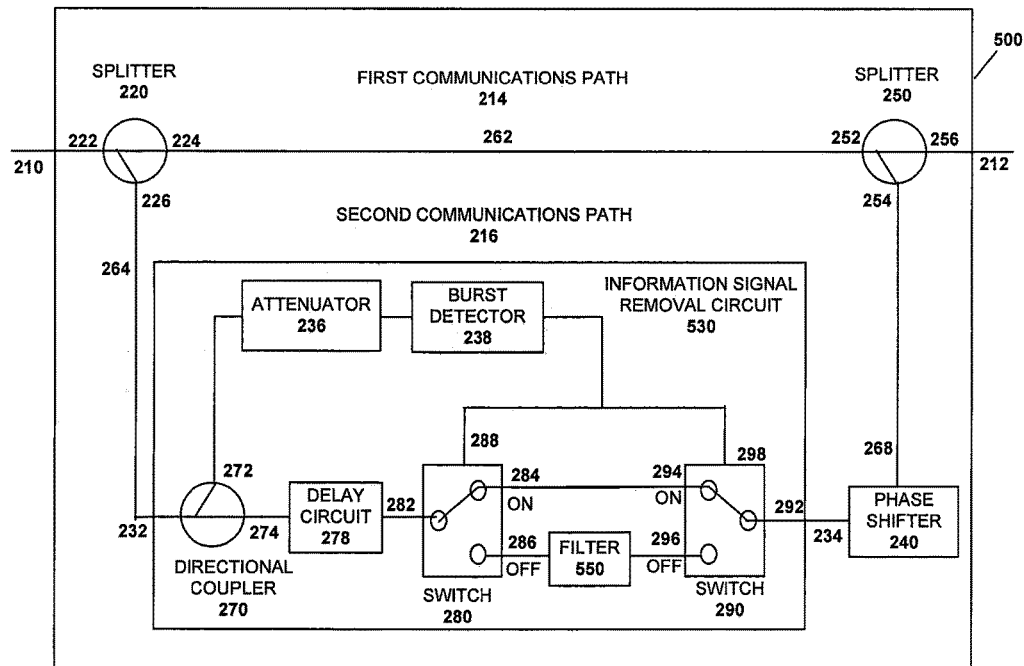 500
SPLITTER
220
FIRST COMMUNICATIONS PATH
214
SPLITTER
250
222
224
262
252
256
210
212
226
254
SECOND COMMUNICATIONS PATH
216
264
ATTENUATOR
236
BURST
DETECTOR
238
INFORMATION SIGNAL
REMOVAL CIRCUIT
530
288
298
268
272
284
ON
294
ON
DELAY
CIRCUIT
278
282
292
PHASE
SHIFTER
240
232
274
234
286
OFF
FILTER
550
296
OFF
DIRECTIONAL
COUPLER
270
SWITCH
280
SWITCH
290